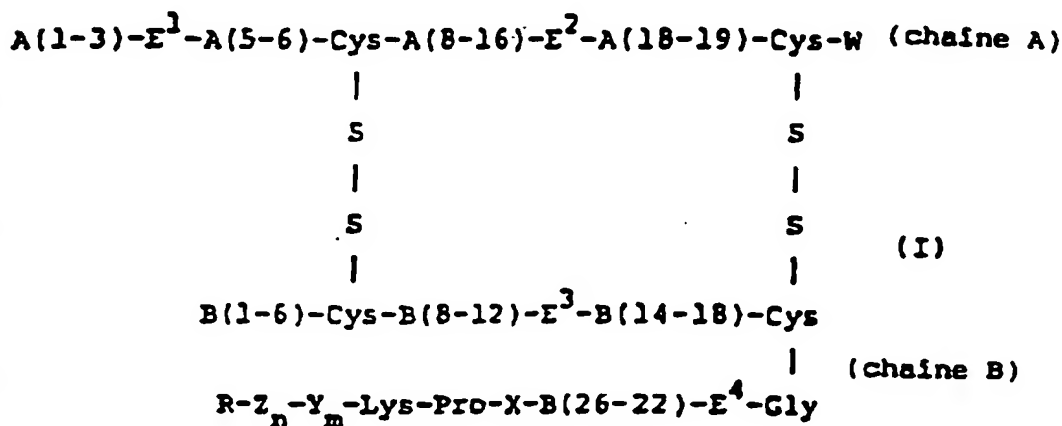 A(1-3)-E¹-A(5-6)-Cys-A(8-16)-E²-A(18-19)-Cys-W (chaîne A)
| |
S S
| |
S S
(I)
| |
B(1-6)-Cys-B(8-12)-E³-B(14-18)-Cys
| (chaîne B)
R-Zₙ-Yₘ-Lys-Pro-X-B(26-22)-E⁴-Gly